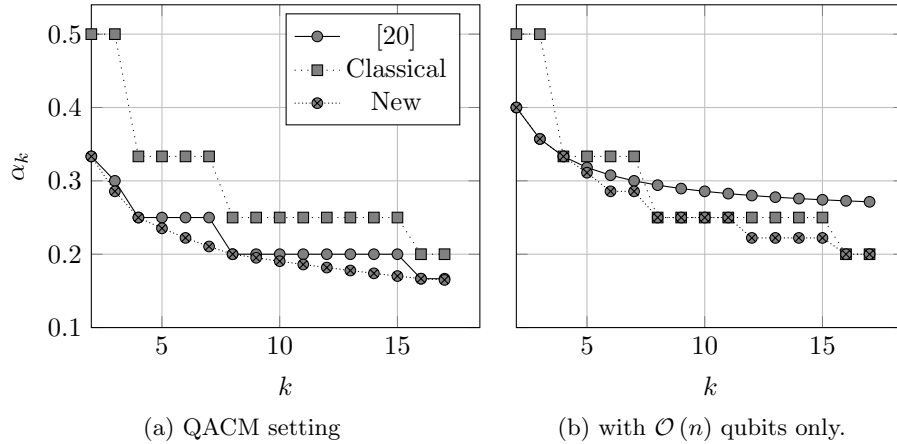 0.5
0.4
0.3
0.2
0.1
α_k
[20]
Classical
New
5 10 15
5 10 15
k
k
(a) QACM setting
(b) with O (n) qubits only.